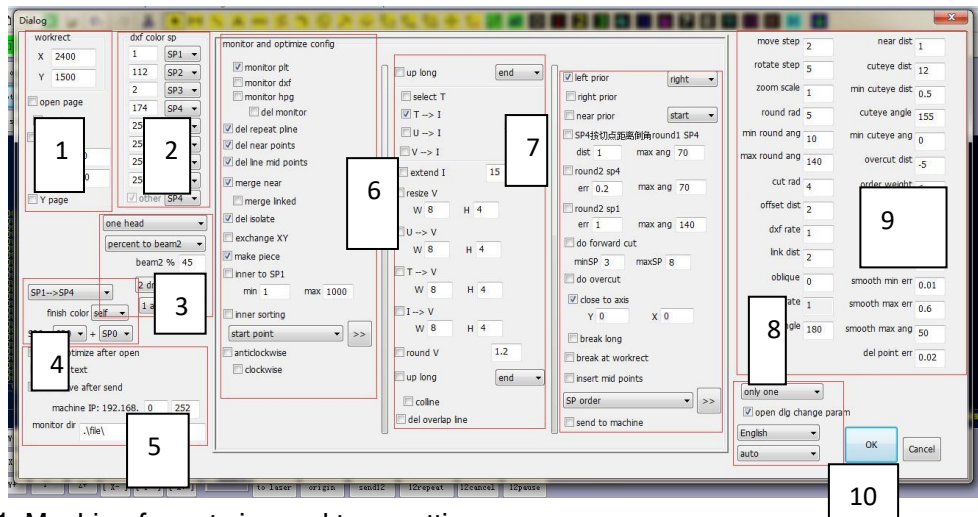 Dialog
workrect
X 2400
Y 1500
open page
1
Y page
dxf color sp
1 SP1
112 SP2
2 SP3
174 SP4
25
25
25
25
2
other SP4
one head
percent to beam2
beam2 % 45
3
SP1-->SP4
finish color self
+ SP0
4
after open
text
after send
machine IP: 192.168. 0 252
monitor dir .\file\
5
monitor and optimize config
monitor plt
monitor dxf
monitor hpg
del monitor
del repeat pline
del near points
del line mid points
merge near
merge linked
del isolate
exchange XY
make piece
inner to SP1
min 1 max 1000
inner sorting
start point >>
anticlockwise
clockwise
6
up long end
select T
T --> I
U --> I
V --> I
extend I 15
resize V
W 8 H 4
U --> V
W 8 H 4
T --> V
W 8 H 4
I --> V
W 8 H 4
round V 1.2
up long end
colline
del overlap line
7
left prior right
right prior
near prior start
SP4按切点距离倒角round1 SP4
dist 1 max ang 70
round2 sp4
err 0.2 max ang 70
round2 sp1
err 1 max ang 140
do forward cut
minSP 3 maxSP 8
do overcut
close to axis
Y 0 X 0
break long
break at workrect
insert mid points
SP order >>
send to machine
move step 2
rotate step 5
zoom scale 1
round rad 5
min round ang 10
max round ang 140
cut rad 4
offset dist 2
dxf rate 1
link dist 2
oblique 0
1
180
8
near dist 1
cuteye dist 12
min cuteye dist 0.5
cuteye angle 155
min cuteye ang 0
overcut dist -5
order weight
9
smooth min err 0.01
smooth max err 0.6
smooth max ang 50
del point err 0.02
only one
open dlg change param
English
auto
OK
Cancel
10
to laser origin send12 12repeat 12cancel 12pause